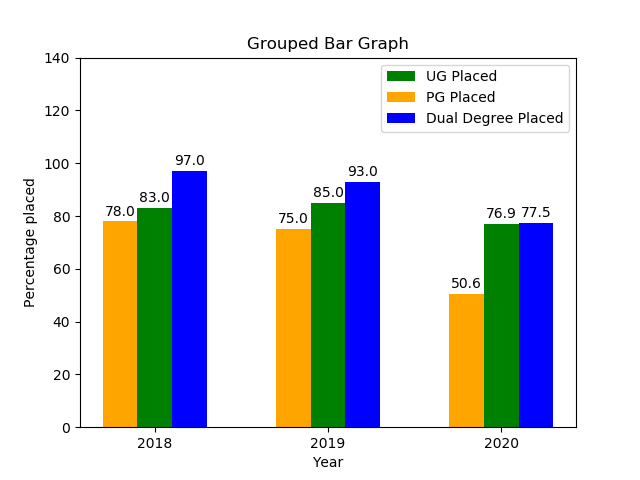 Grouped Bar Graph
140
120
100
80
60
40
20
0
Percentage placed
UG Placed
PG Placed
Dual Degree Placed
78.0 83.0 97.0
75.0 85.0 93.0
50.6 76.9 77.5
2018 2019 2020
Year